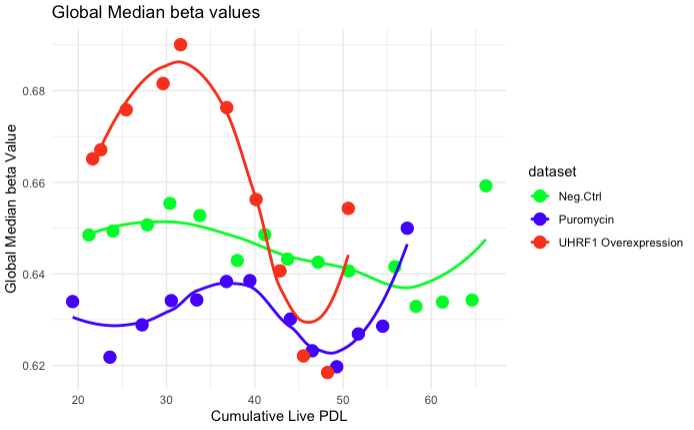 Global Median beta values
Global Median beta Value
0.68
0.66
0.64
0.62
20 30 40 50 60
Cumulative Live PDL
dataset
Neg.Ctrl
Puromycin
UHRF1 Overexpression